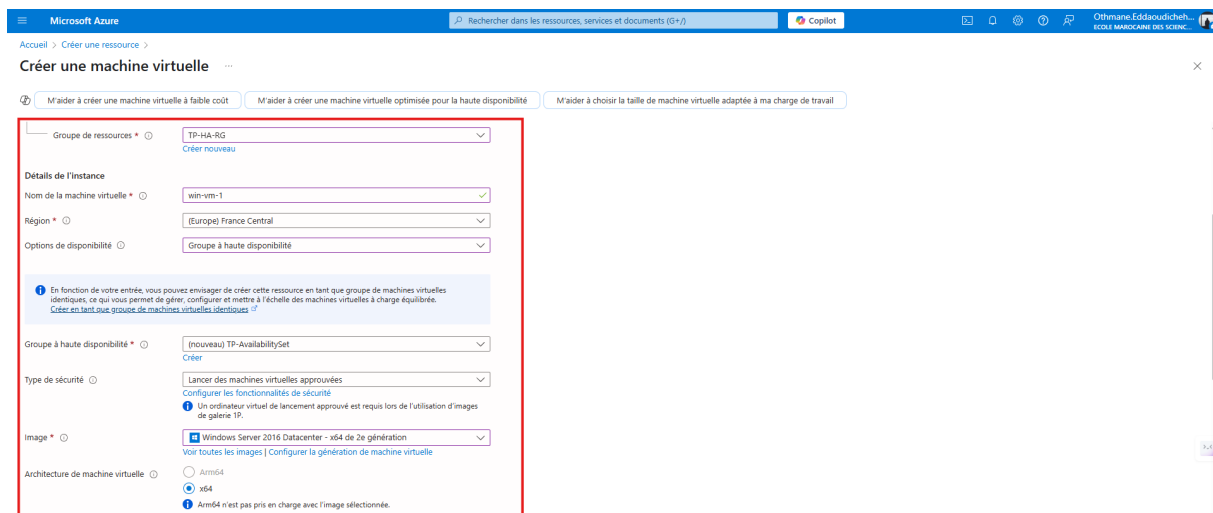 Microsoft Azure
Rechercher dans les ressources, services et documents (G+/)
Copilot
Othmane.Eddaoudicheh...
ECOLE MAROCAINE DES SCIENC...
Accueil > Créer une ressource >
Créer une machine virtuelle ...
M'aider à créer une machine virtuelle à faible coût
M'aider à créer une machine virtuelle optimisée pour la haute disponibilité
M'aider à choisir la taille de machine virtuelle adaptée à ma charge de travail
Groupe de ressources *
TP-HA-RG
Créer nouveau
Détails de l'instance
Nom de la machine virtuelle *
win-vm-1
Région *
(Europe) France Central
Options de disponibilité
Groupe à haute disponibilité
En fonction de votre entrée, vous pouvez envisager de créer cette ressource en tant que groupe de machines virtuelles
identiques, ce qui vous permet de gérer, configurer et mettre à l'échelle des machines virtuelles à charge équilibrée.
Créer en tant que groupe de machines virtuelles identiques
Groupe à haute disponibilité *
(nouveau) TP-AvailabilitySet
Créer
Type de sécurité
Lancer des machines virtuelles approuvées
Configurer les fonctionnalités de sécurité
Un ordinateur virtuel de lancement approuvé est requis lors de l'utilisation d'images
de galerie 1P.
Image *
Windows Server 2016 Datacenter - x64 de 2e génération
Voir toutes les images | Configurer la génération de machine virtuelle
Architecture de machine virtuelle
Arm64
x64
Arm64 n'est pas pris en charge avec l'image sélectionnée.